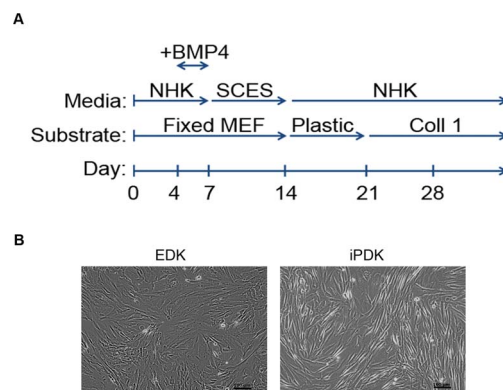 A
+BMP4
Media: NHK SCES NHK
Substrate: Fixed MEF Plastic Coll 1
Day:
0 4 7 14 21 28
B
EDK iPDK